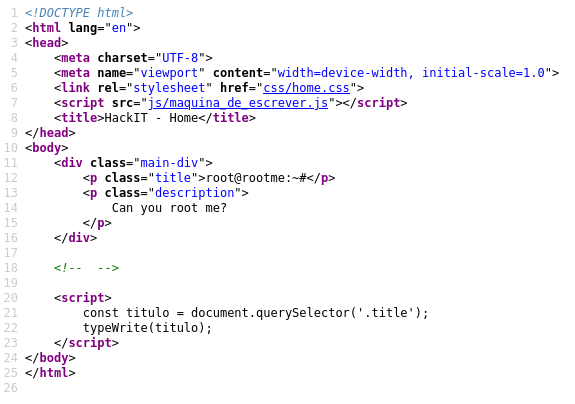 1 <!DOCTYPE html>
2 <html lang="en">
3 <head>
4     <meta charset="UTF-8">
5     <meta name="viewport" content="width=device-width, initial-scale=1.0">
6     <link rel="stylesheet" href="css/home.css">
7     <script src="js/maquina_de_escrever.js"></script>
8     <title>HackIT - Home</title>
9 </head>
10 <body>
11     <div class="main-div">
12         <p class="title">root@rootme:~#</p>
13         <p class="description">
14             Can you root me?
15         </p>
16     </div>
17
18     <!--  -->
19
20     <script>
21         const titulo = document.querySelector('.title');
22         typeWrite(titulo);
23     </script>
24 </body>
25 </html>
26